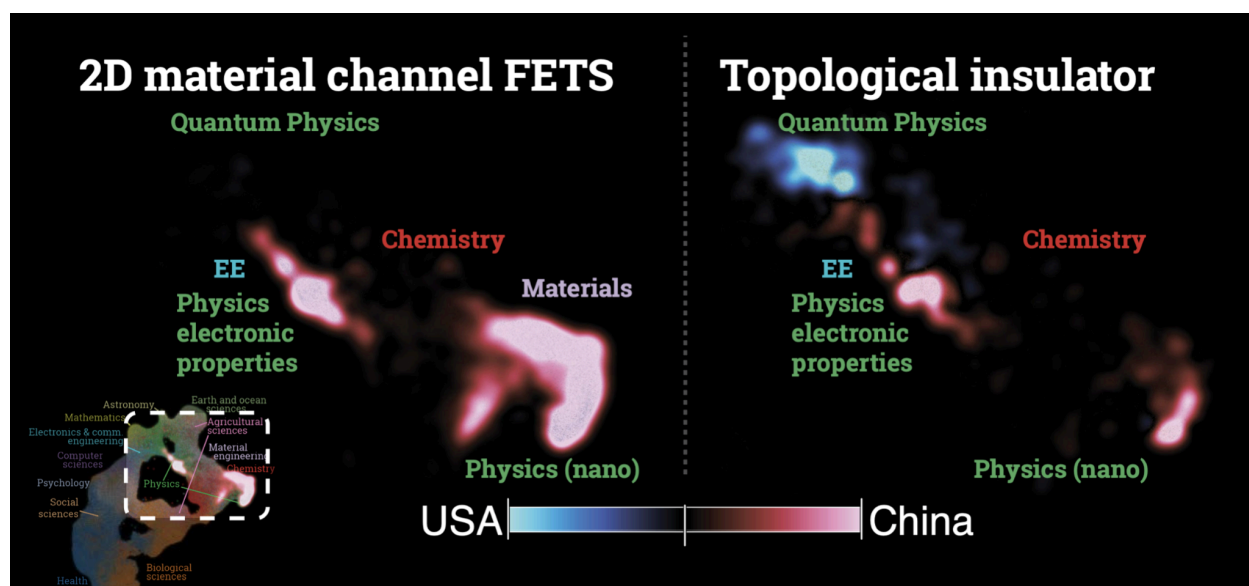 2D material channel FETS
Quantum Physics
Chemistry
EE
Materials
Physics
electronic
properties
Physics (nano)
Topological insulator
Quantum Physics
Chemistry
EE
Physics
electronic
properties
Physics (nano)
Astronomy
Earth and ocean
sciences
Mathematics
Agricultural
sciences
Electronics & comm.
engineering
Material
engineering
Computer
sciences
Chemistry
Psychology
Physics
Social
sciences
Biological
sciences
Health
USA
China